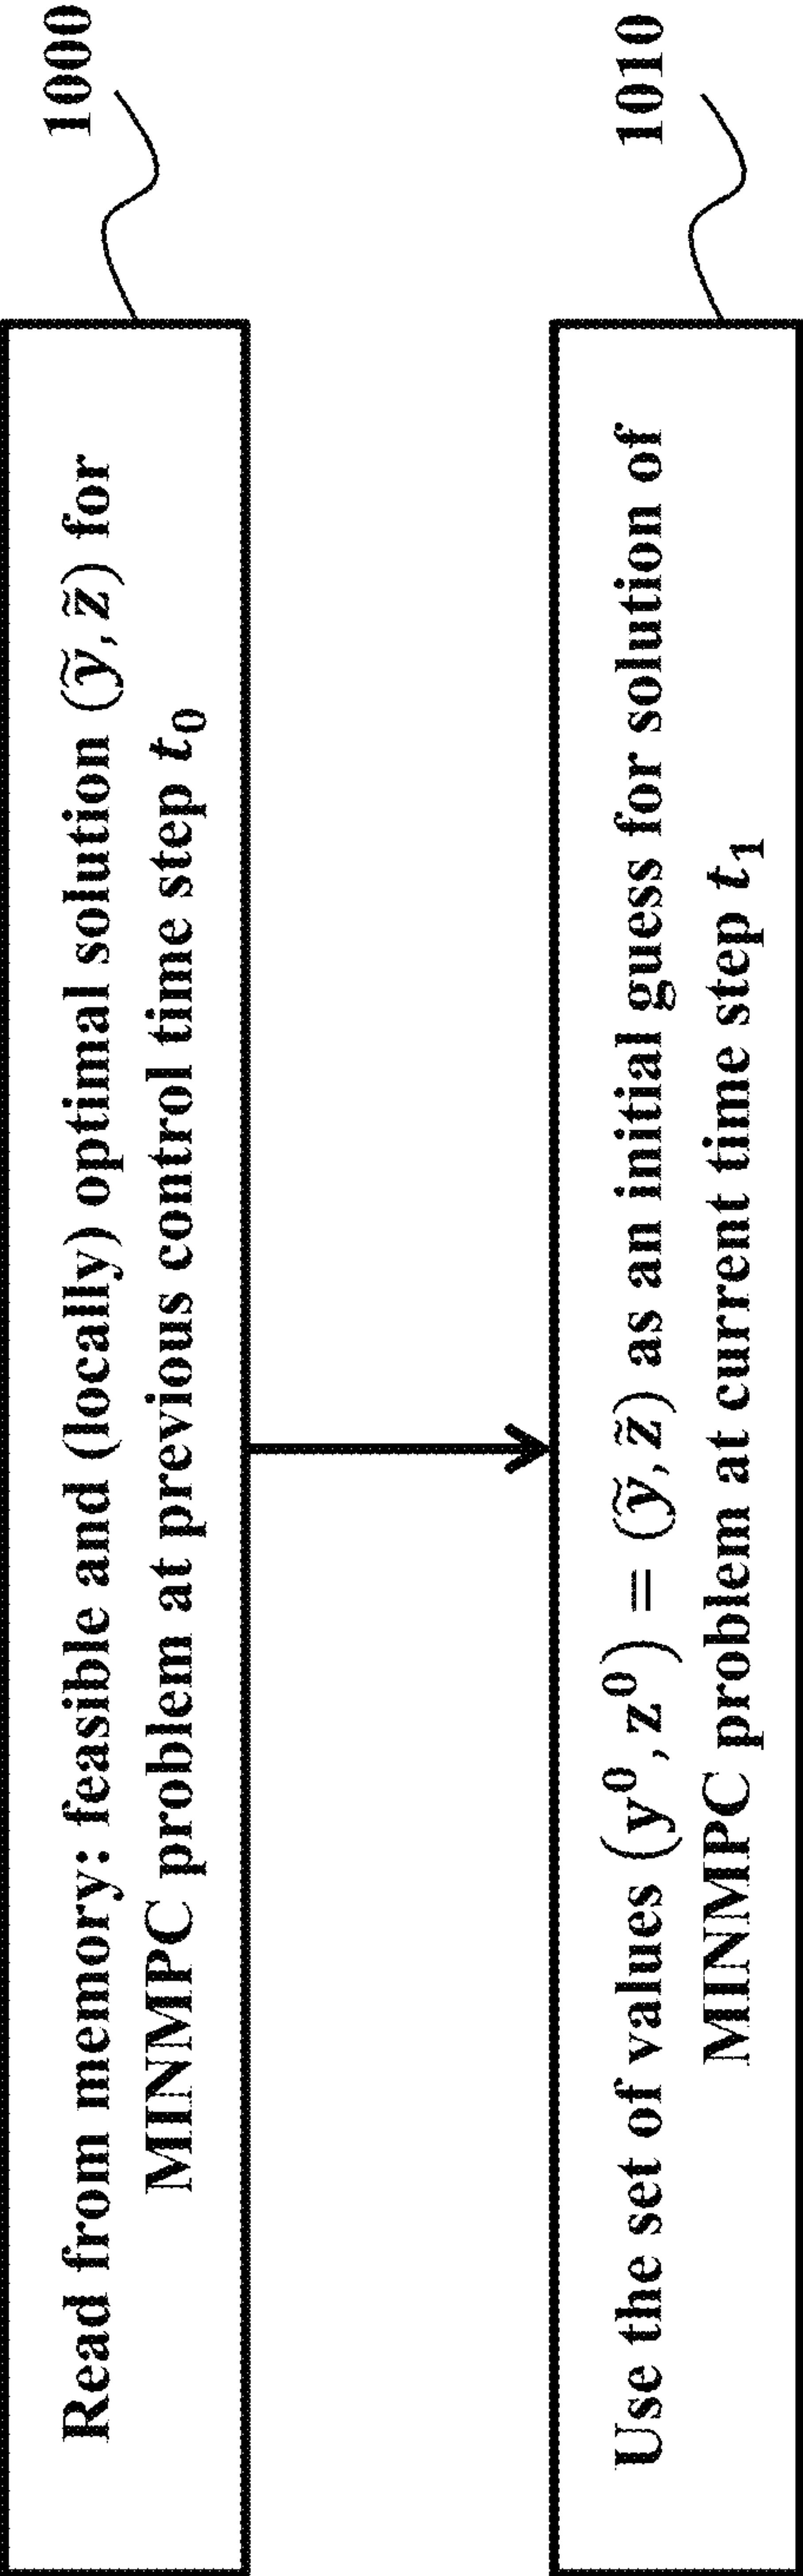 Read from memory: feasible and (locally) optimal solution (ỹ, z̃) for
MINMPC problem at previous control time step t₀
1000
Use the set of values (y⁰, z⁰) = (ỹ, z̃) as an initial guess for solution of
MINMPC problem at current time step t₁
1010